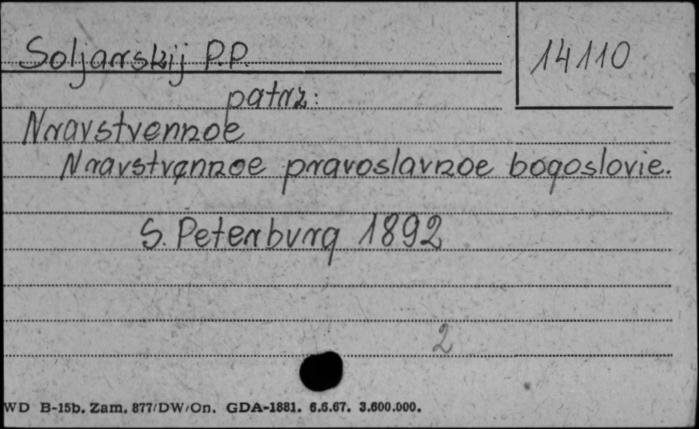 Soljarskij P.P.
14110
patrz:
Nravstvennoe
Nravstvennoe pravoslavnoe bogoslovie.
S. Peterburg 1892
2
WD B-15b. Zam. 877/DW/On. GDA-1881. 6.6.67. 3.600.000.